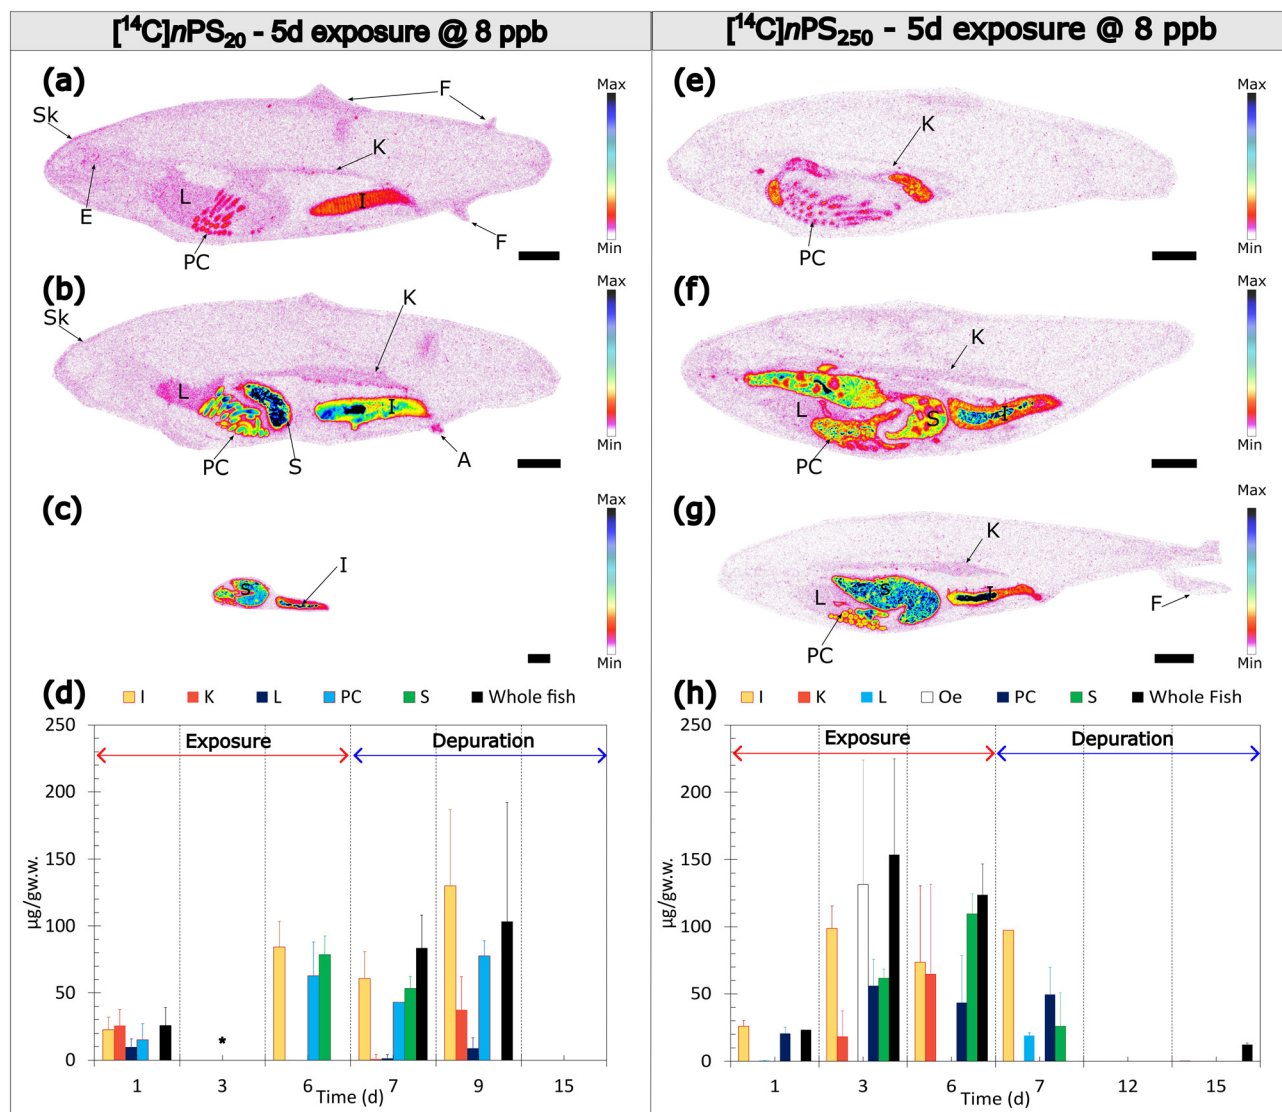 [¹⁴C]nPS₂₀ - 5d exposure @ 8 ppb
(a)
F
Sk
K
E
L
I
PC
F
Max
Min
(b)
K
Sk
L
I
PC
S
A
Max
Min
(c)
I
S
Max
Min
(d)
I K L PC S Whole fish
250
200
150
100
50
0
µg/gw.w.
Exposure
Depuration
*
1 3 6 7 9 15
Time (d)
[¹⁴C]nPS₂₅₀ - 5d exposure @ 8 ppb
(e)
K
PC
Max
Min
(f)
K
L
S
I
PC
Max
Min
(g)
K
L
S
I
PC
F
Max
Min
(h)
I K L Oe PC S Whole Fish
250
200
150
100
50
0
µg/gw.w.
Exposure
Depuration
1 3 6 7 12 15
Time (d)